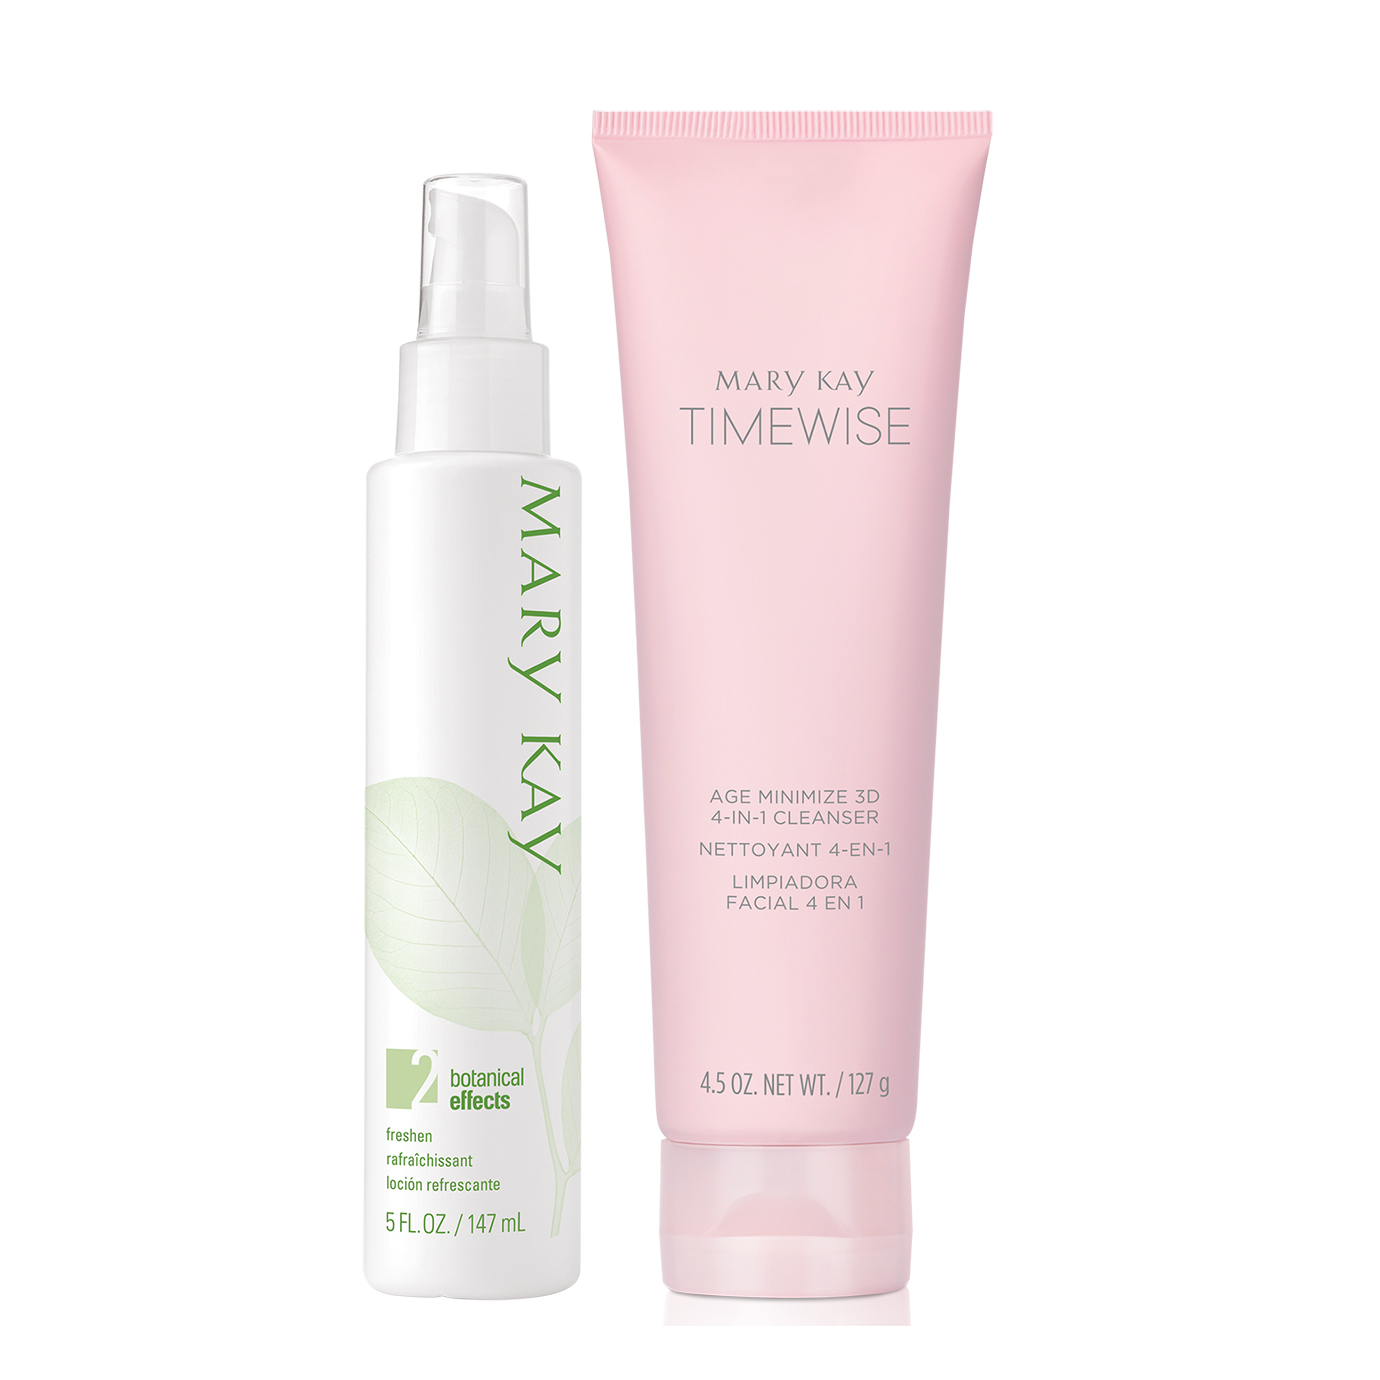 MARY KAY
2
botanical
effects
freshen
rafraîchissant
loción refrescante
5 FL. OZ. / 147 mL
MARY KAY
TIMEWISE
AGE MINIMIZE 3D
4-IN-1 CLEANSER
NETTOYANT 4-EN-1
LIMPIADORA
FACIAL 4 EN 1
4.5 OZ. NET WT. / 127 g